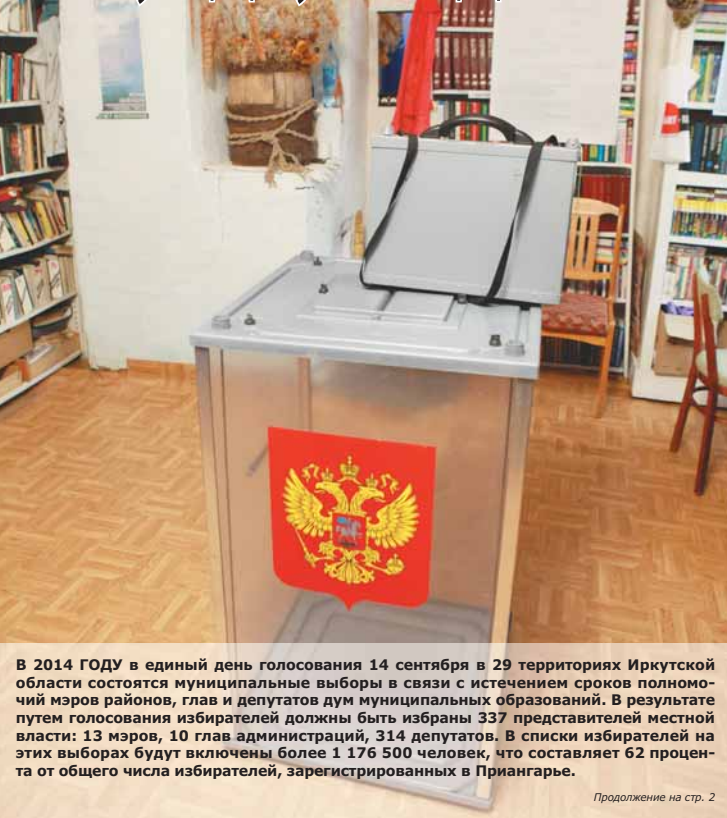 В 2014 ГОДУ в единый день голосования 14 сентября в 29 территориях Иркутской
области состоятся муниципальные выборы в связи с истечением сроков полномо-
чий мэров районов, глав и депутатов дум муниципальных образований. В результате
путем голосования избирателей должны быть избраны 337 представителей местной
власти: 13 мэров, 10 глав администраций, 314 депутатов. В списки избирателей на
этих выборах будут включены более 1 176 500 человек, что составляет 62 процен-
та от общего числа избирателей, зарегистрированных в Приангарье.
Продолжение на стр. 2